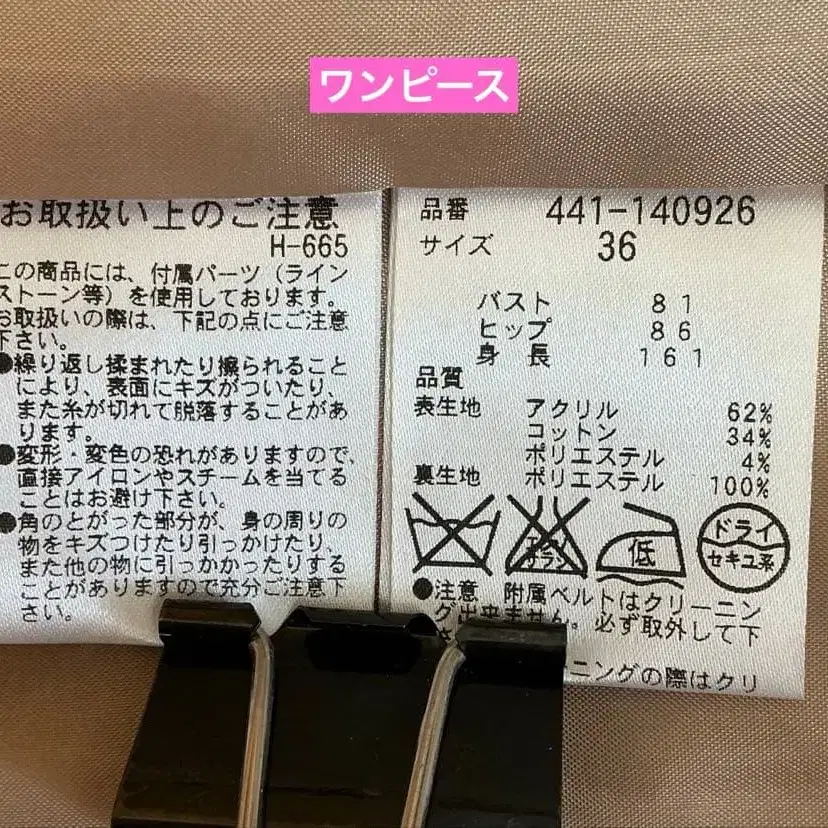 ワンピース
お取扱い上のご注意
H-665
この商品には、付属パーツ（ライン
ストーン等）を使用しております。
お取扱いの際は、下記の点にご注意
下さい。
●繰り返し揉まれたり擦られること
により、表面にキズがついたり、
また糸が切れて脱落することがあ
ります。
●変形・変色の恐れがありますので、
直接アイロンやスチームを当てる
ことはお避け下さい。
●角のとがった部分が、身の周りの
物をキズつけたり引っかけたり、
また他の物に引っかかったりする
ことがありますので充分ご注意下
さい。
品番 441-140926
サイズ 36
バスト 81
ヒップ 86
身長 161
品質
表生地 アクリル 62%
コットン 34%
ポリエステル 4%
裏生地 ポリエステル 100%
エンソ
サラシ
低
ドライ
セキユ系
●注意 附属ベルトはクリーニン
グ出来ません。必ず取外して下
ニングの際はクリ